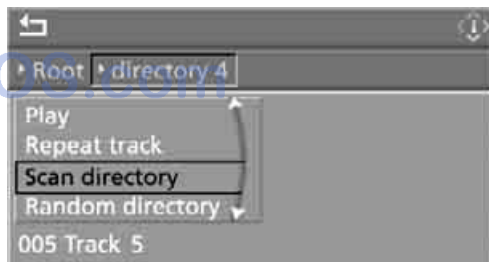 Root directory 4
Play
Repeat track
Scan directory
Random directory
005 Track 5